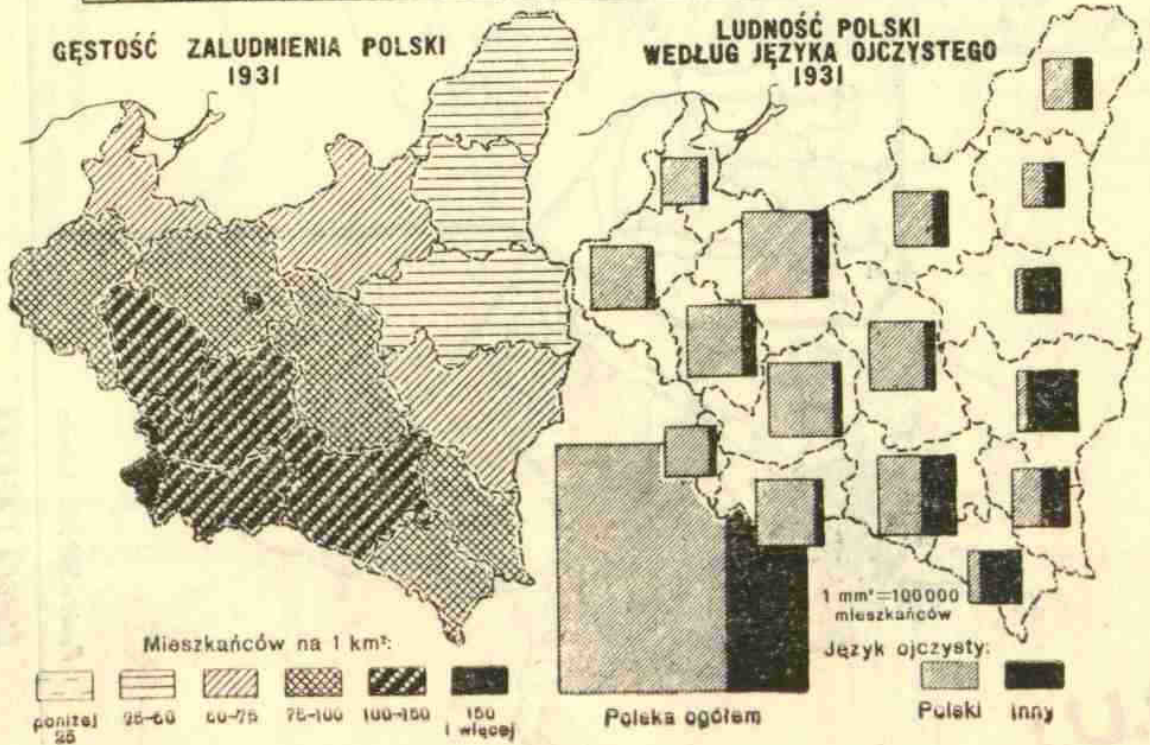 GĘSTOŚĆ ZALUDNIENIA POLSKI
1931
LUDNOŚĆ POLSKI
WEDŁUG JĘZYKA OJCZYSTEGO
1931
Mieszkańców na 1 km²:
poniżej
25
25-50
50-75
75-100
100-150
150
i więcej
Polska ogółem
1 mm²=100000
mieszkańców
Język ojczysty:
Polski
Inny